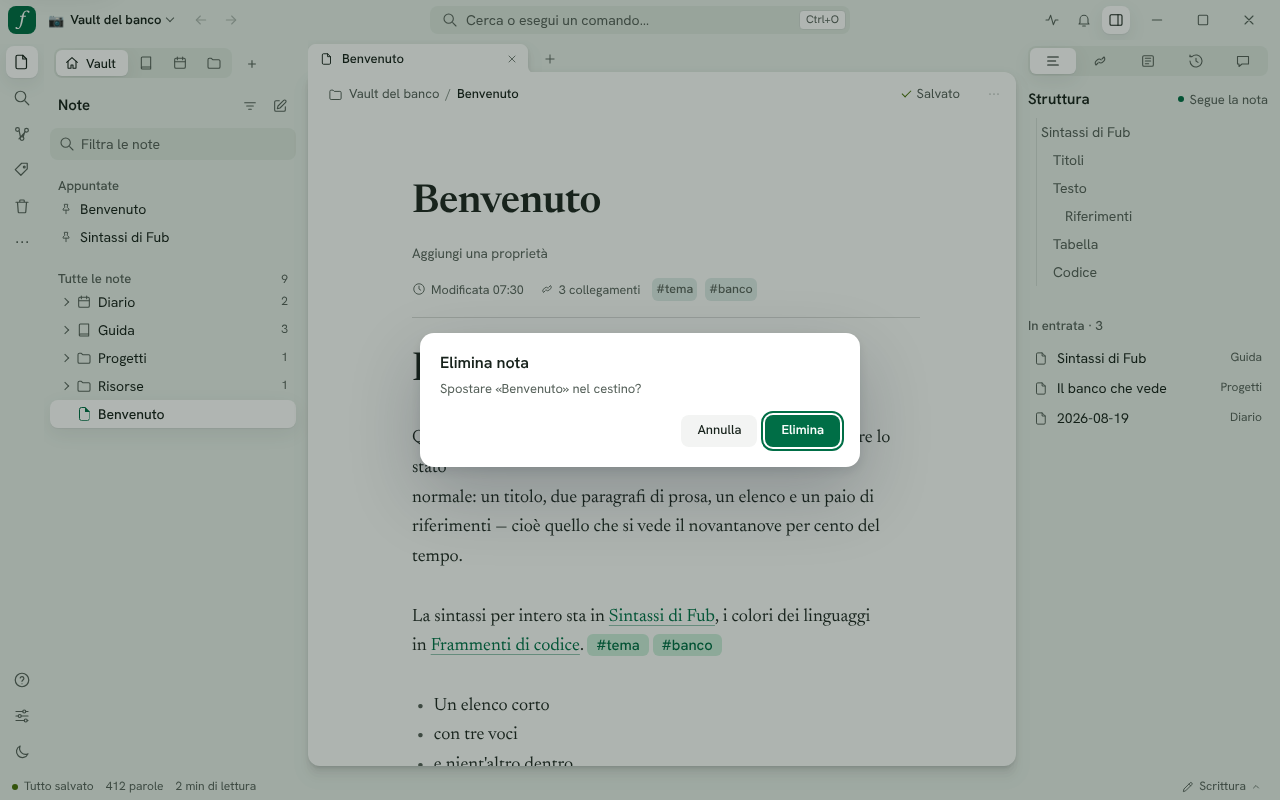 f
Vault del banco
Cerca o esegui un comando...
Ctrl+O
Vault
Note
Filtra le note
Appuntate
Benvenuto
Sintassi di Fub
Tutte le note 9
Diario 2
Guida 3
Progetti 1
Risorse 1
Benvenuto
Benvenuto
Vault del banco / Benvenuto
Salvato
Benvenuto
Aggiungi una proprietà
Modificata 07:30 3 collegamenti #tema #banco
Elimina nota
Spostare «Benvenuto» nel cestino?
Annulla Elimina
re lo
stato
normale: un titolo, due paragrafi di prosa, un elenco e un paio di
riferimenti — cioè quello che si vede il novantanove per cento del
tempo.
La sintassi per intero sta in Sintassi di Fub, i colori dei linguaggi
in Frammenti di codice. #tema #banco
• Un elenco corto
• con tre voci
• e nient'altro dentro
Struttura
Segue la nota
Sintassi di Fub
Titoli
Testo
Riferimenti
Tabella
Codice
In entrata · 3
Sintassi di Fub Guida
Il banco che vede Progetti
2026-08-19 Diario
Tutto salvato 412 parole 2 min di lettura
Scrittura